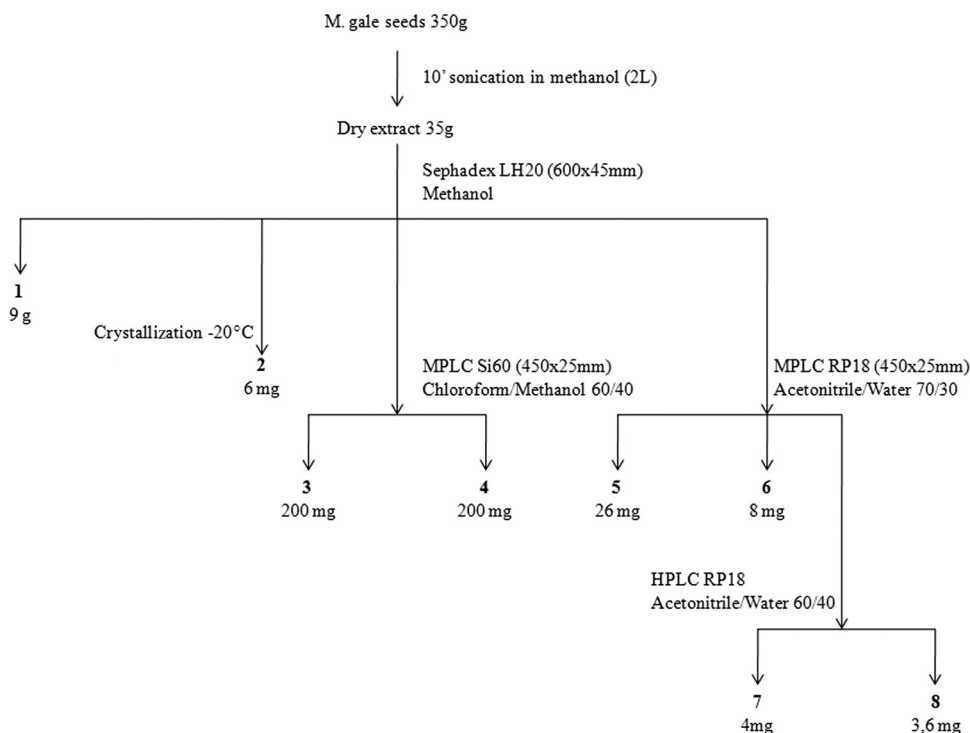 M. gale seeds 350g
10’ sonication in methanol (2L)
Dry extract 35g
Sephadex LH20 (600x45mm)
Methanol
1
9 g
Crystallization -20°C
2
6 mg
MPLC Si60 (450x25mm)
Chloroform/Methanol 60/40
MPLC RP18 (450x25mm)
Acetonitrile/Water 70/30
3
200 mg
4
200 mg
5
26 mg
6
8 mg
HPLC RP18
Acetonitrile/Water 60/40
7
4mg
8
3,6 mg